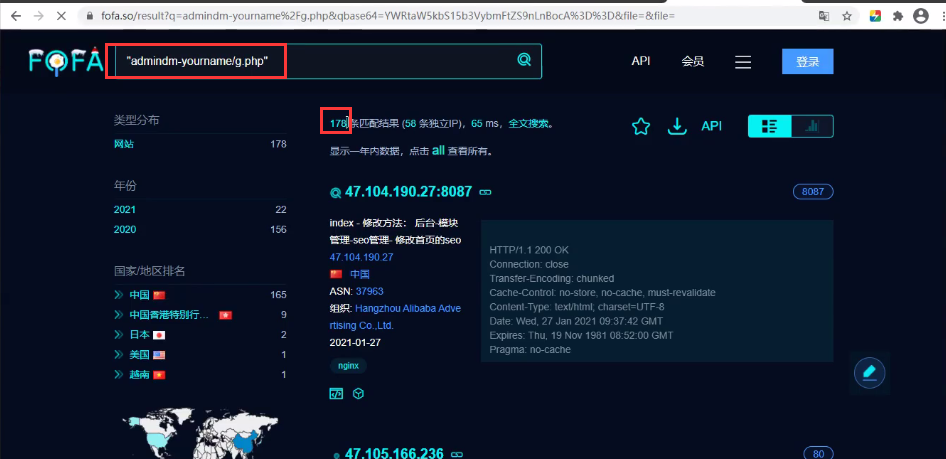 fofa.so/result?q=admindm-yourname%2Fg.php&qbase64=YWRtaW5kbS15b3VybmFtZS9nLnBocA%3D%3D&file=&file=
FOFA
"admindm-yourname/g.php"
API
会员
登录
类型分布
网站 178
年份
2021 22
2020 156
国家/地区排名
中国 165
中国香港特别行... 9
日本 2
美国 1
越南 1
178 条匹配结果 (58 条独立IP)，65 ms，全文搜索。
API
显示一年内数据，点击 all 查看所有。
47.104.190.27:8087
8087
index - 修改方法： 后台-模块
管理-seo管理- 修改首页的seo
47.104.190.27
中国
ASN: 37963
组织: Hangzhou Alibaba Adve
rtising Co.,Ltd.
2021-01-27
nginx
HTTP/1.1 200 OK
Connection: close
Transfer-Encoding: chunked
Cache-Control: no-store, no-cache, must-revalidate
Content-Type: text/html; charset=UTF-8
Date: Wed, 27 Jan 2021 09:37:42 GMT
Expires: Thu, 19 Nov 1981 08:52:00 GMT
Pragma: no-cache
47.105.166.236
80